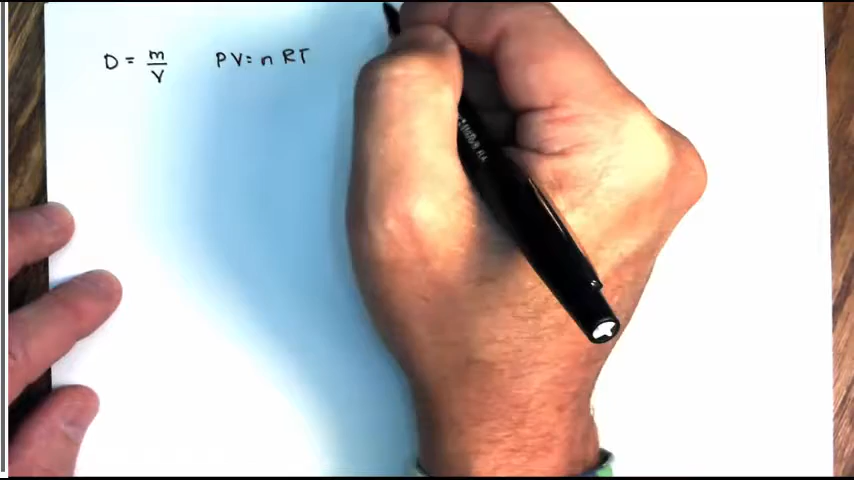 D = m/V PV = nRT